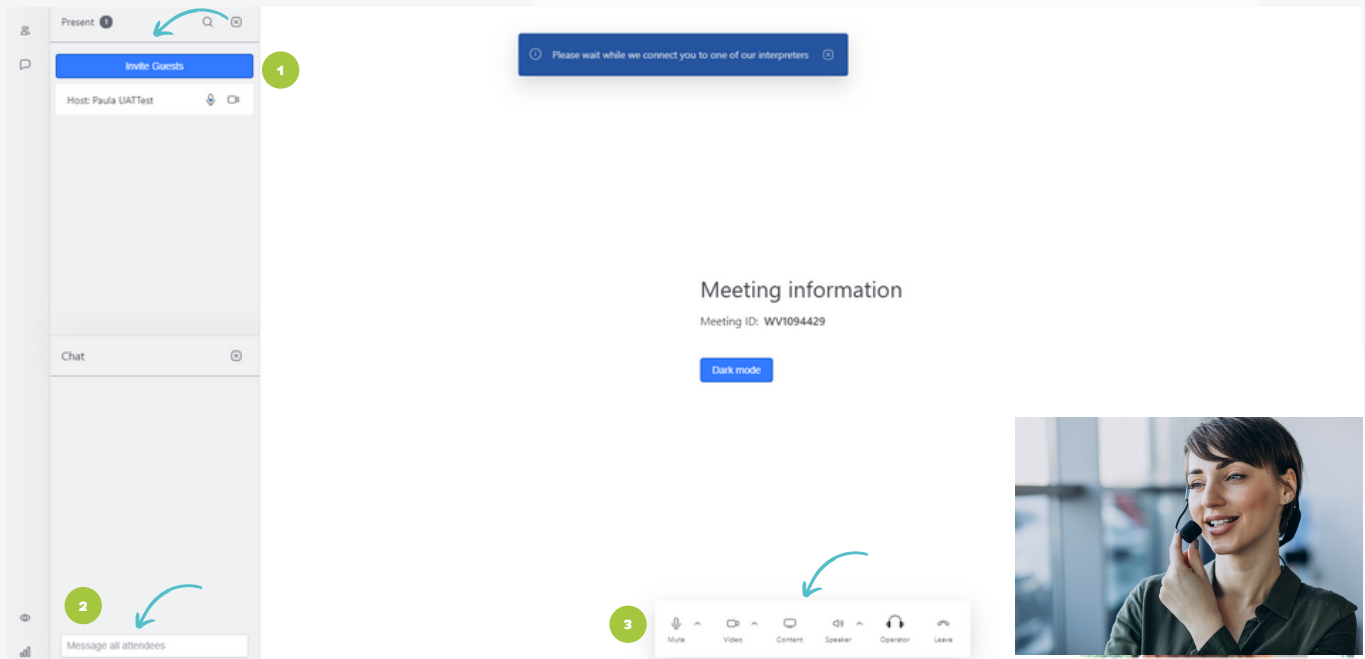 Present 1
Invite Guests
1
Host: Paula UATTest
Please wait while we connect you to one of our interpreters
Meeting information
Meeting ID: WV1094429
Dark mode
Chat
2
Message all attendees
3
Mute Video Content Speaker Operator Leave